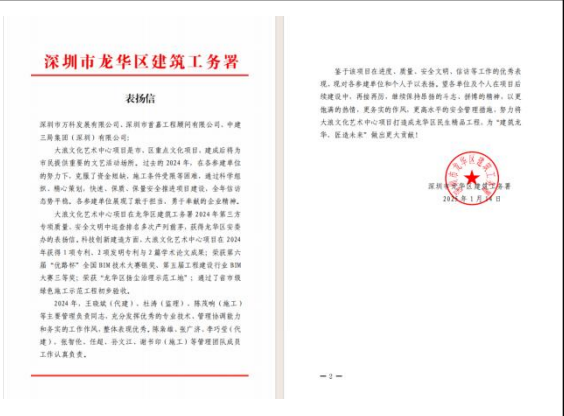 深圳市龙华区建筑工务署
表扬信
深圳市万科发展有限公司、深圳市首嘉工程顾问有限公司、中建
三局集团（深圳）有限公司：
大浪文化艺术中心项目是市、区重点文化项目，建成后将为
市民提供重要的文艺活动场所。过去的2024年，在各参建单位
的努力下，克服了资金短缺、施工条件受限等困难，通过科学组
织、精心策划，快速、保质、保量安全推进项目建设，全年信访
态势平稳。各参建单位展现了敢于担当、勇于奉献的企业精神。
大浪文化艺术中心项目在龙华区建筑工务署2024年第三方
专项质量、安全文明中巡查排名多次产列前茅，获得龙华区安委
办的表扬信。科技创新建造方面，大浪文化艺术中心项目在2024
年获得1项专利、2项发明专利与2篇学术论文成果；荣获第六
届“优路杯”全国BIM技术大赛银奖、第五届工程建设行业BIM
大赛三等奖；荣获“龙华区扬尘治理示范工地”；通过了省市级
绿色施工示范工程初步验收。
2024年，王晓斌（代建）、杜涛（监理）、陈茂响（施工）
等主要管理负责同志，充分发挥优秀的专业技术、管理协调能力
和务实的工作作风，整体表现优秀。陈渔雄、张广济、李巧莹（代
建）、张智伦、任超、孙文江、谢书印（施工）等管理团队成员
工作认真负责。
鉴于该项目在进度、质量、安全文明、信访等工作的优秀表
现，现对各参建单位和个人予以表扬。望各单位及个人在项目后
续建设中，再接再厉，继续保持昂扬的斗志、拼搏的精神，以更
饱满的热情、更务实的作风、更高水平的安全管理措施，努力将
大浪文化艺术中心项目打造成龙华区民生精品工程，为“建筑龙
华、匠造未来”做出更大贡献！
深圳市龙华区建筑工务署
2025年1月14日
— 2 —